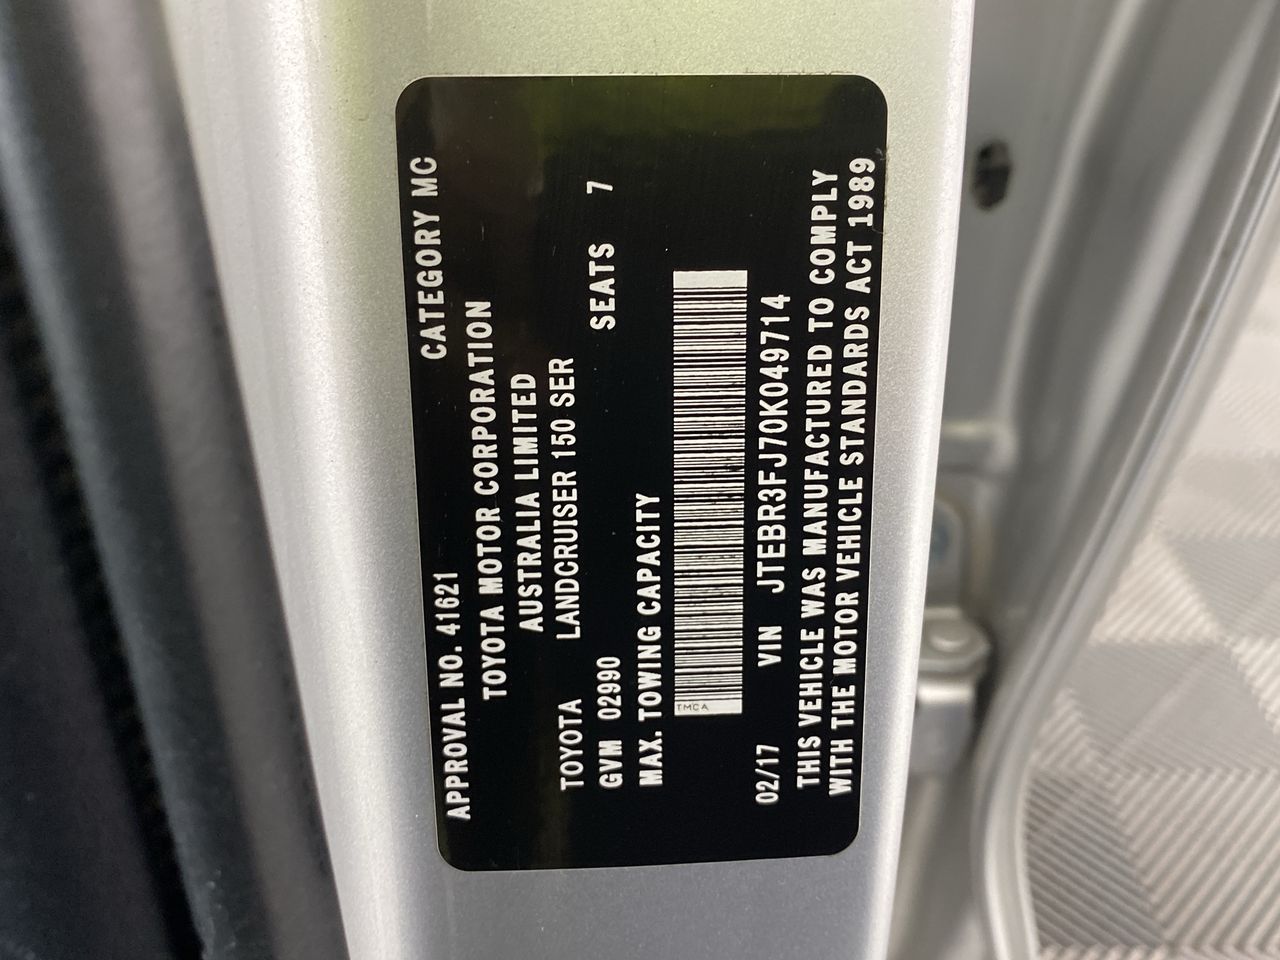 APPROVAL NO. 41621 CATEGORY MC
TOYOTA MOTOR CORPORATION
AUSTRALIA LIMITED
TOYOTA LANDCRUISER 150 SER
GVM 02990 SEATS 7
MAX. TOWING CAPACITY
TMCA
02/17 VIN JTEBR3FJ70K049714
THIS VEHICLE WAS MANUFACTURED TO COMPLY
WITH THE MOTOR VEHICLE STANDARDS ACT 1989